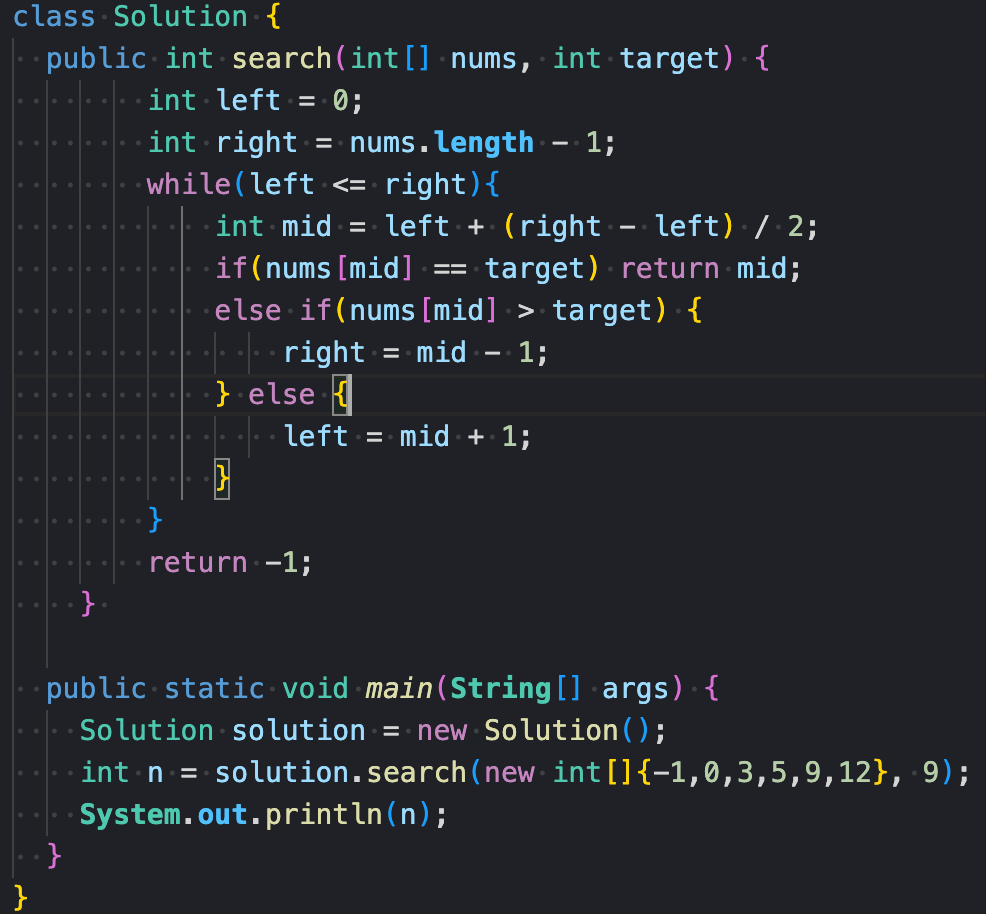 class Solution {
  public int search(int[] nums, int target) {
        int left = 0;
        int right = nums.length - 1;
        while(left <= right){
            int mid = left + (right - left) / 2;
            if(nums[mid] == target) return mid;
            else if(nums[mid] > target) {
                right = mid - 1;
            } else {
                left = mid + 1;
            }
        }
        return -1;
    }

  public static void main(String[] args) {
    Solution solution = new Solution();
    int n = solution.search(new int[]{-1,0,3,5,9,12}, 9);
    System.out.println(n);
  }
}